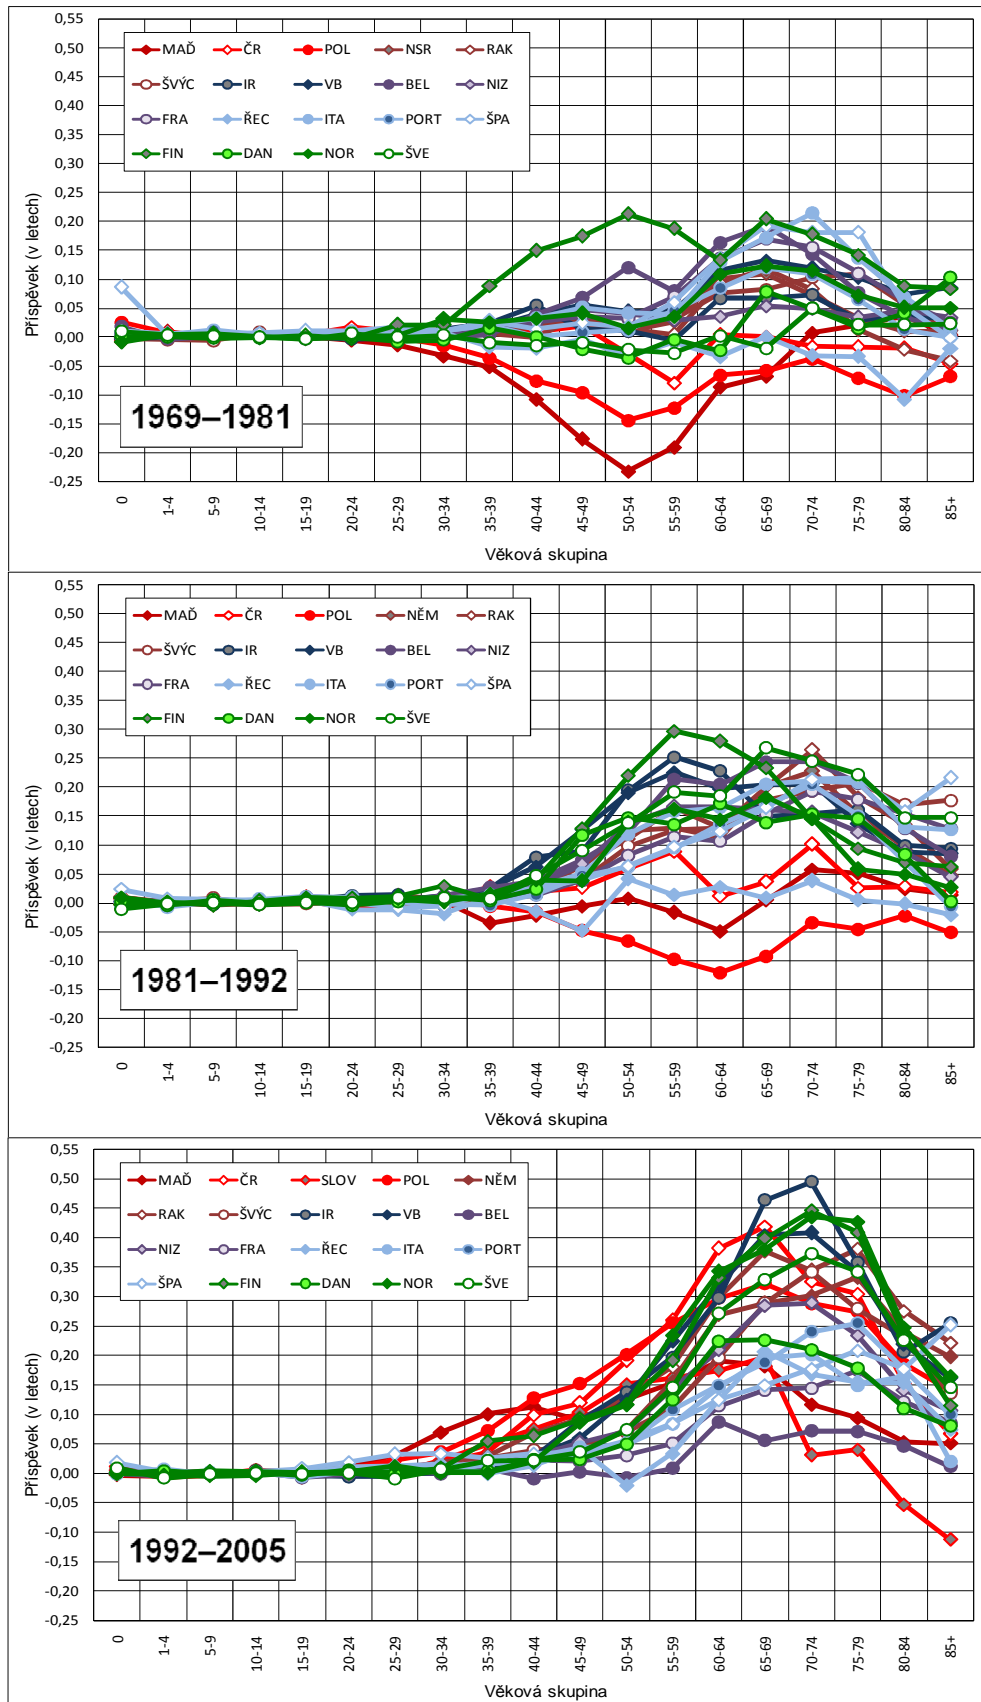 0,55
0,50
0,45
0,40
0,35
0,30
0,25
0,20
0,15
0,10
0,05
0,00
-0,05
-0,10
-0,15
-0,20
-0,25
Příspěvek (v letech)
MAĎ ČR POL NSR RAK
ŠVÝC IR VB BEL NIZ
FRA ŘEC ITA PORT ŠPA
FIN DAN NOR ŠVE
1969–1981
0 1-4 5-9 10-14 15-19 20-24 25-29 30-34 35-39 40-44 45-49 50-54 55-59 60-64 65-69 70-74 75-79 80-84 85+
Věková skupina
0,55
0,50
0,45
0,40
0,35
0,30
0,25
0,20
0,15
0,10
0,05
0,00
-0,05
-0,10
-0,15
-0,20
-0,25
Příspěvek (v letech)
MAĎ ČR POL NĚM RAK
ŠVÝC IR VB BEL NIZ
FRA ŘEC ITA PORT ŠPA
FIN DAN NOR ŠVE
1981–1992
0 1-4 5-9 10-14 15-19 20-24 25-29 30-34 35-39 40-44 45-49 50-54 55-59 60-64 65-69 70-74 75-79 80-84 85+
Věková skupina
0,55
0,50
0,45
0,40
0,35
0,30
0,25
0,20
0,15
0,10
0,05
0,00
-0,05
-0,10
-0,15
-0,20
-0,25
Příspěvek (v letech)
MAĎ ČR SLOV POL NĚM
RAK ŠVÝC IR VB BEL
NIZ FRA ŘEC ITA PORT
ŠPA FIN DAN NOR ŠVE
1992–2005
0 1-4 5-9 10-14 15-19 20-24 25-29 30-34 35-39 40-44 45-49 50-54 55-59 60-64 65-69 70-74 75-79 80-84 85+
Věková skupina